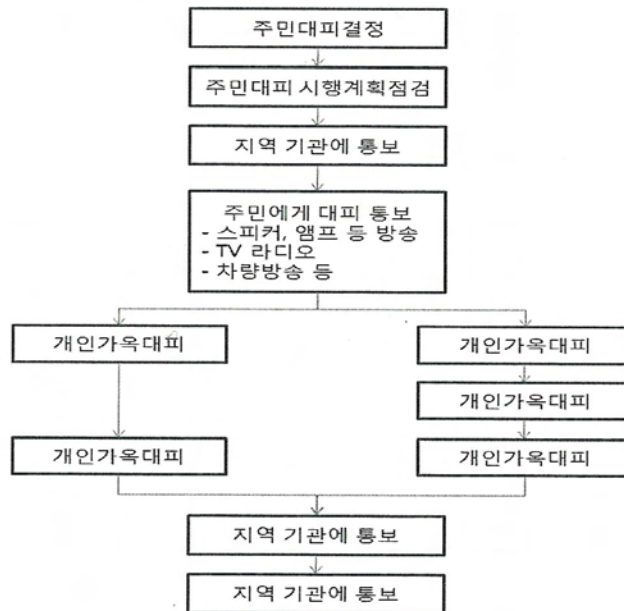 주민대피결정
주민대피 시행계획점검
지역 기관에 통보
주민에게 대피 통보
- 스피커, 앰프 등 방송
- TV 라디오
- 차량방송 등
개인가옥대피
개인가옥대피
개인가옥대피
개인가옥대피
개인가옥대피
지역 기관에 통보
지역 기관에 통보